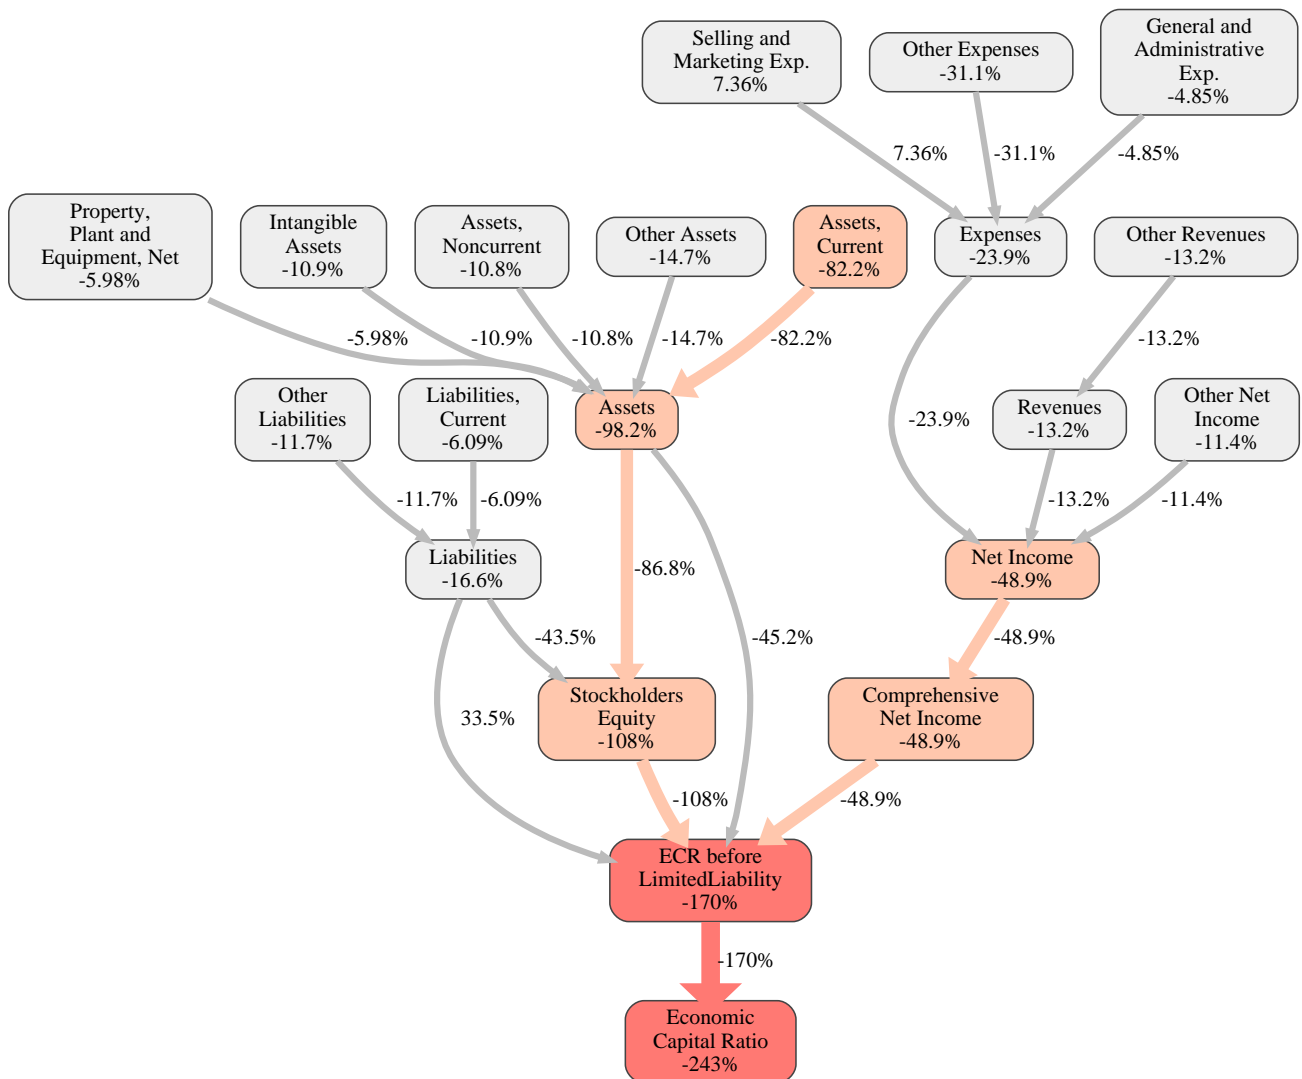 Selling and
Marketing Exp.
7.36%
Other Expenses
-31.1%
General and
Administrative
Exp.
-4.85%
7.36%
-31.1%
-4.85%
Property,
Plant and
Equipment, Net
-5.98%
Intangible
Assets
-10.9%
Assets,
Noncurrent
-10.8%
Other Assets
-14.7%
Assets,
Current
-82.2%
Expenses
-23.9%
Other Revenues
-13.2%
-5.98%
-10.9%
-10.8%
-14.7%
-82.2%
-13.2%
Other
Liabilities
-11.7%
Liabilities,
Current
-6.09%
Assets
-98.2%
-23.9%
Revenues
-13.2%
Other Net
Income
-11.4%
-11.7%
-6.09%
-13.2%
-11.4%
Liabilities
-16.6%
-86.8%
Net Income
-48.9%
-43.5%
-45.2%
-48.9%
33.5%
Stockholders
Equity
-108%
Comprehensive
Net Income
-48.9%
-108%
-48.9%
ECR before
LimitedLiability
-170%
-170%
Economic
Capital Ratio
-243%